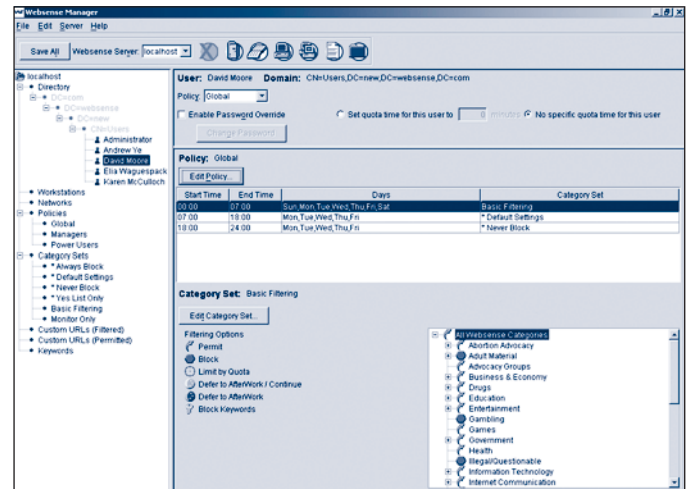 Websense Manager
File Edit Server Help
Save All Websense Server: localhost
localhost
Directory
DC=com
DC=websense
DC=new
CN=Users
Administrator
Andrew Ye
David Moore
Elia Waguespack
Karen McCulloch
Workstations
Networks
Policies
Global
Managers
Power Users
Category Sets
* Always Block
* Default Settings
* Never Block
* Yes List Only
Basic Filtering
Monitor Only
Custom URLs (Filtered)
Custom URLs (Permitted)
Keywords
User: David Moore Domain: CN=Users,DC=new,DC=websense,DC=com
Policy: Global
Enable Password Override Set quota time for this user to 0 minutes No specific quota time for this user
Change Password
Policy: Global
Edit Policy...
Start Time End Time Days Category Set
00:00 07:00 Sun,Mon,Tue,Wed,Thu,Fri,Sat Basic Filtering
07:00 18:00 Mon,Tue,Wed,Thu,Fri * Default Settings
18:00 24:00 Mon,Tue,Wed,Thu,Fri * Never Block
Category Set: Basic Filtering
Edit Category Set...
Filtering Options
Permit
Block
Limit by Quota
Defer to AfterWork / Continue
Defer to AfterWork
Block Keywords
All Websense Categories
Abortion Advocacy
Adult Material
Advocacy Groups
Business & Economy
Drugs
Education
Entertainment
Gambling
Games
Government
Health
Illegal/Questionable
Information Technology
Internet Communication